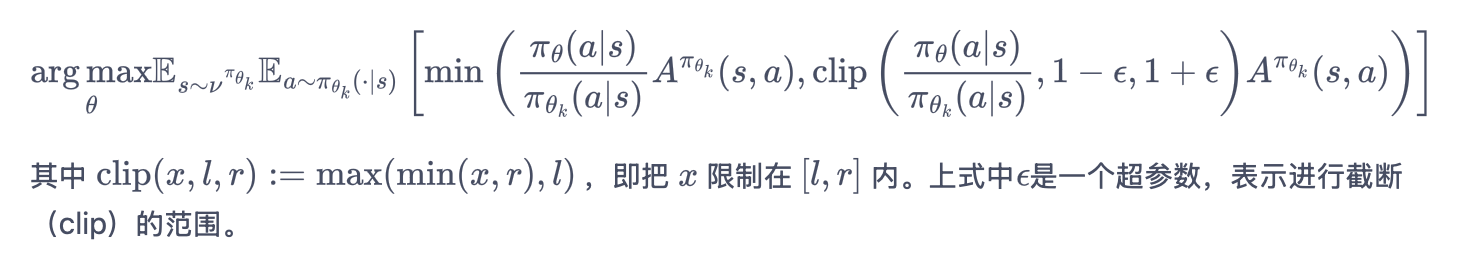 $\underset{\theta}{\arg\max}\mathbb{E}_{s\sim\nu^{\pi_{\theta_k}}}\mathbb{E}_{a\sim\pi_{\theta_k}(\cdot|s)}\left[\min\left(\frac{\pi_\theta(a|s)}{\pi_{\theta_k}(a|s)}A^{\pi_{\theta_k}}(s,a),\text{clip}\left(\frac{\pi_\theta(a|s)}{\pi_{\theta_k}(a|s)},1-\epsilon,1+\epsilon\right)A^{\pi_{\theta_k}}(s,a)\right)\right]$
其中 $\text{clip}(x,l,r):=\max(\min(x,r),l)$ ，即把 $x$ 限制在 $[l,r]$ 内。上式中$\epsilon$是一个超参数，表示进行截断
（clip）的范围。